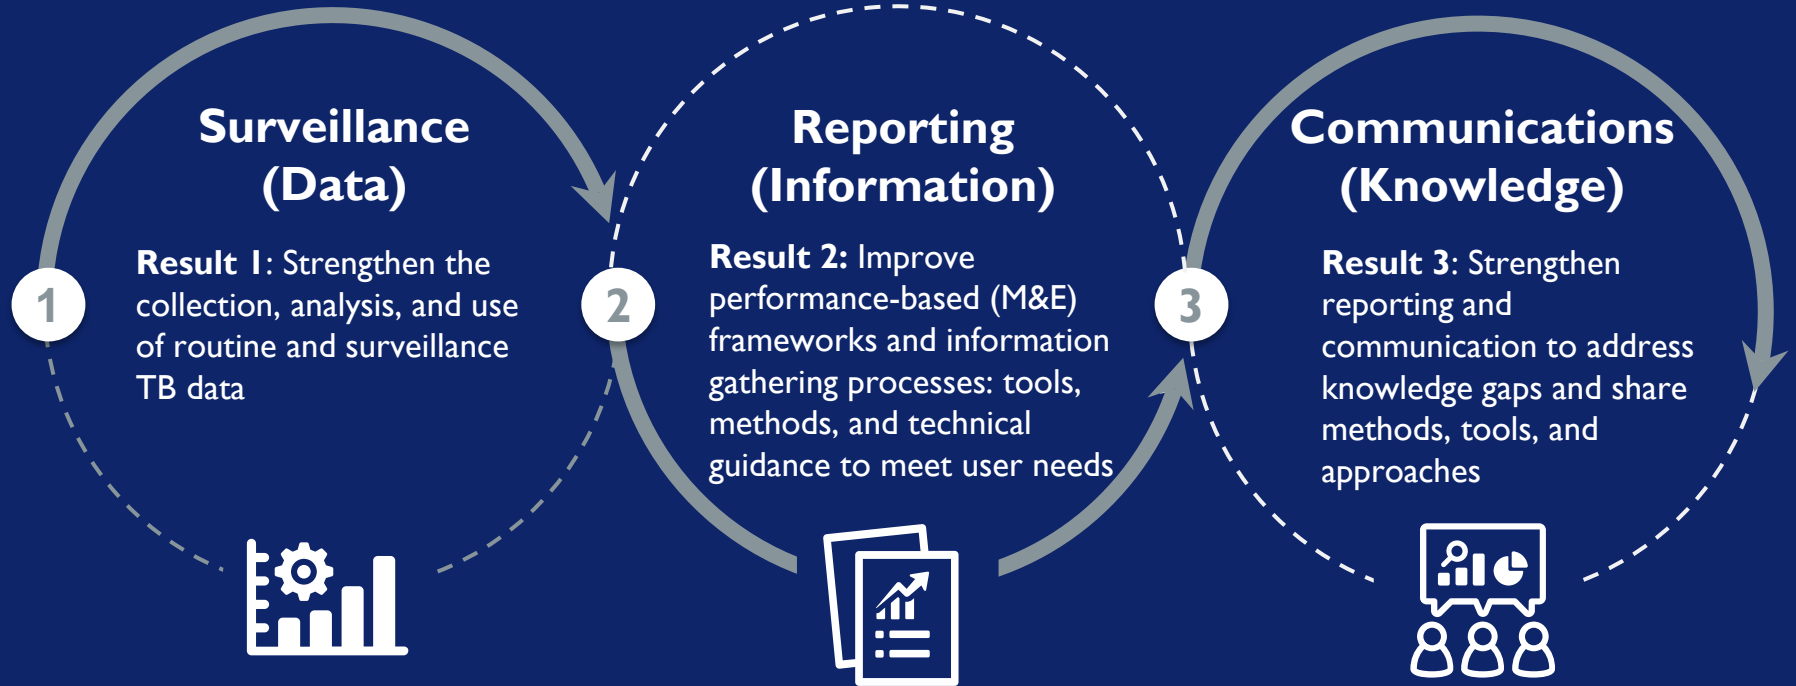 Surveillance
(Data)
1
Result 1: Strengthen the
collection, analysis, and use
of routine and surveillance
TB data
Reporting
(Information)
2
Result 2: Improve
performance-based (M&E)
frameworks and information
gathering processes: tools,
methods, and technical
guidance to meet user needs
Communications
(Knowledge)
3
Result 3: Strengthen
reporting and
communication to address
knowledge gaps and share
methods, tools, and
approaches